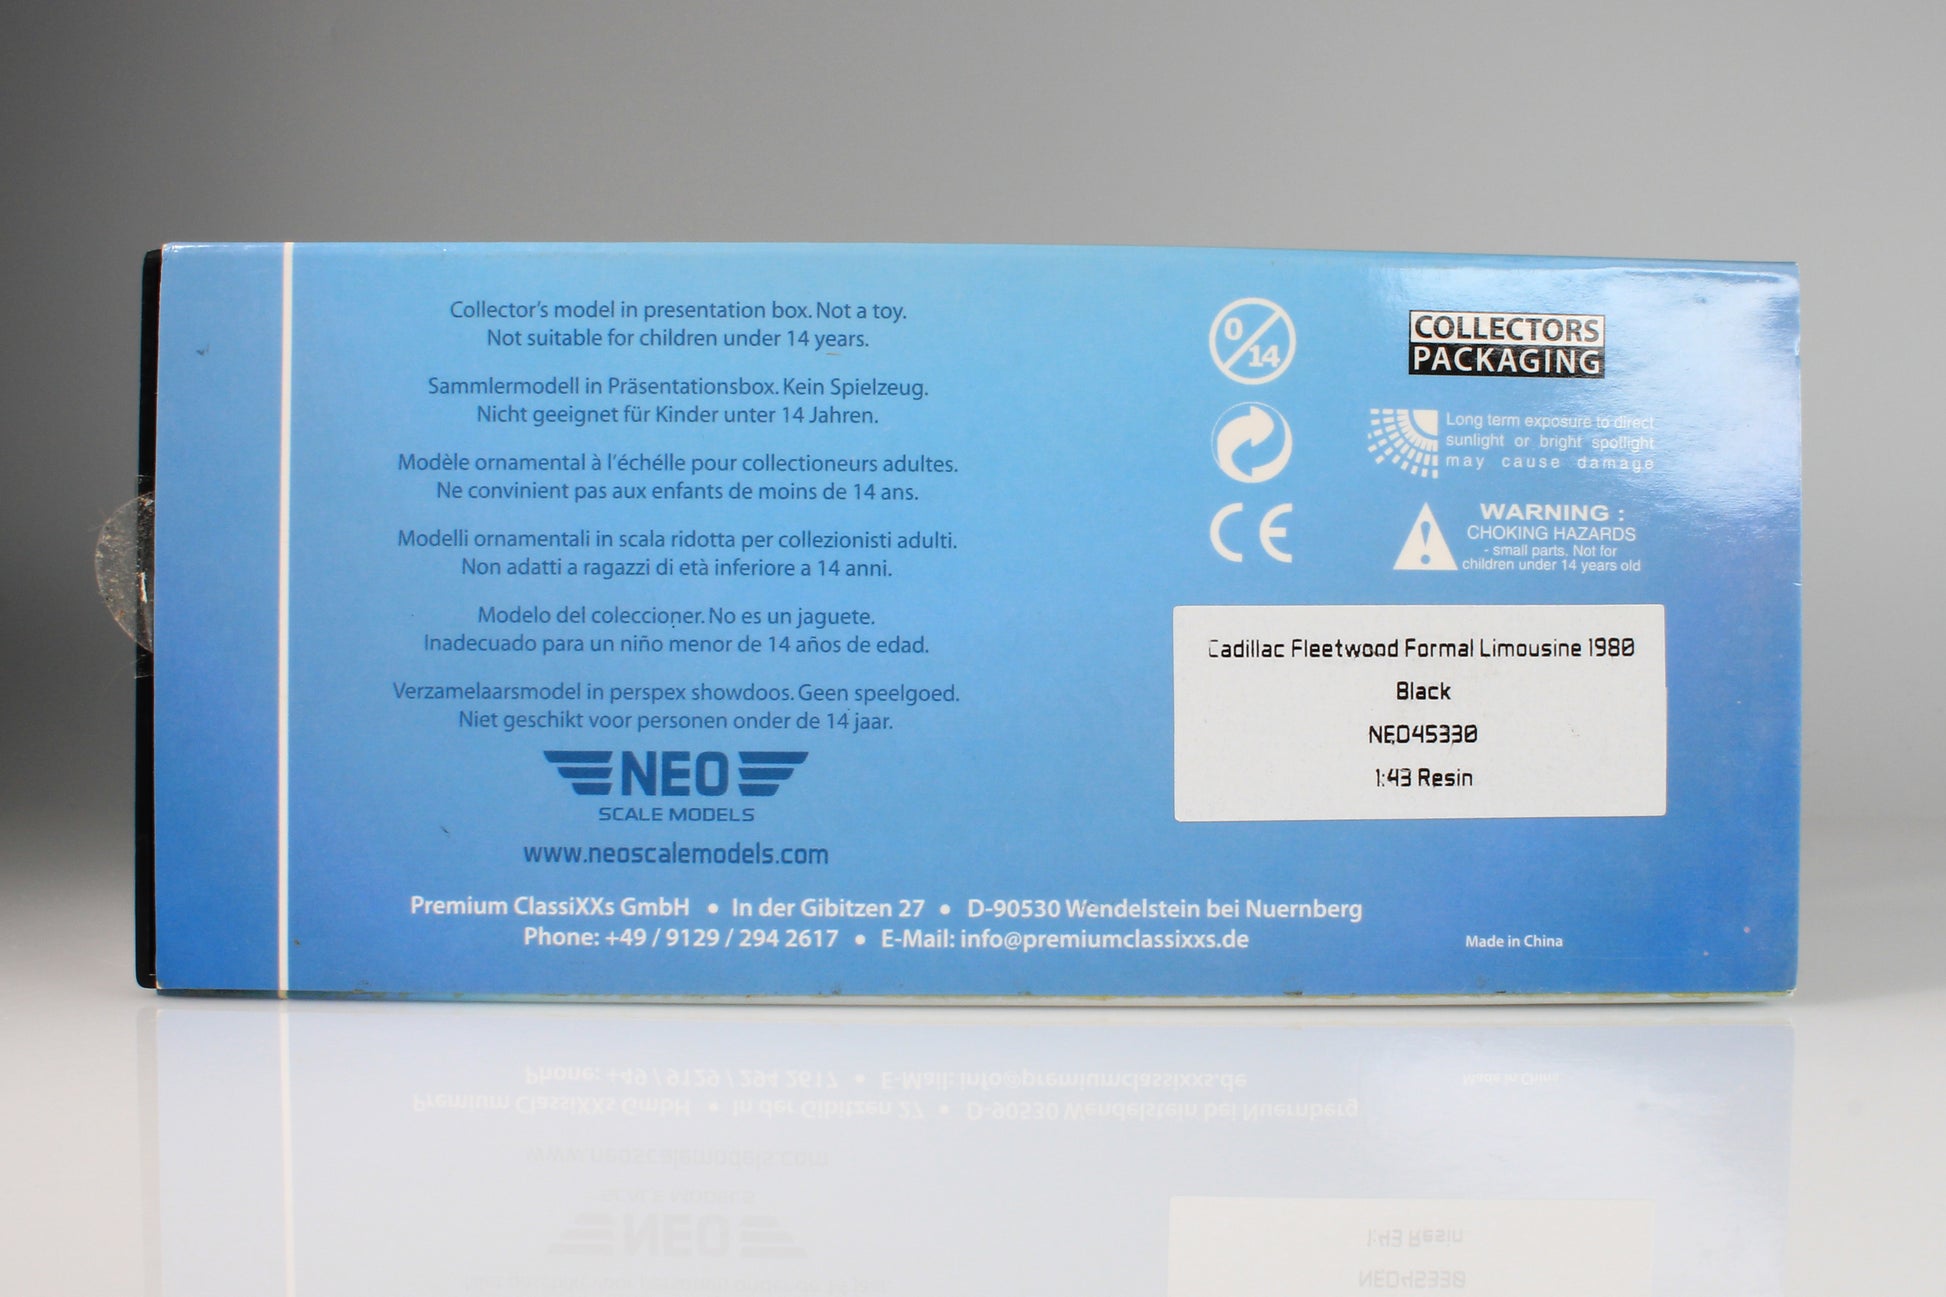 Collector's model in presentation box. Not a toy.
Not suitable for children under 14 years.
Sammlermodell in Präsentationsbox. Kein Spielzeug.
Nicht geeignet für Kinder unter 14 Jahren.
Modèle ornamental à l'échélle pour collectioneurs adultes.
Ne convinient pas aux enfants de moins de 14 ans.
Modelli ornamentali in scala ridotta per collezionisti adulti.
Non adatti a ragazzi di età inferiore a 14 anni.
Modelo del coleccioner. No es un jaguete.
Inadecuado para un niño menor de 14 años de edad.
Verzamelaarsmodel in perspex showdoos. Geen speelgoed.
Niet geschikt voor personen onder de 14 jaar.
NEO
SCALE MODELS
www.neoscalemodels.com
Premium ClassiXXs GmbH • In der Gibitzen 27 • D-90530 Wendelstein bei Nuernberg
Phone: +49 / 9129 / 294 2617 • E-Mail: info@premiumclassixxs.de
0
14
CE
COLLECTORS
PACKAGING
Long term exposure to direct
sunlight or bright spotlight
may cause damage
WARNING :
CHOKING HAZARDS
- small parts. Not for
children under 14 years old
Cadillac Fleetwood Formal Limousine 1980
Black
NEO45330
1:43 Resin
Made in China